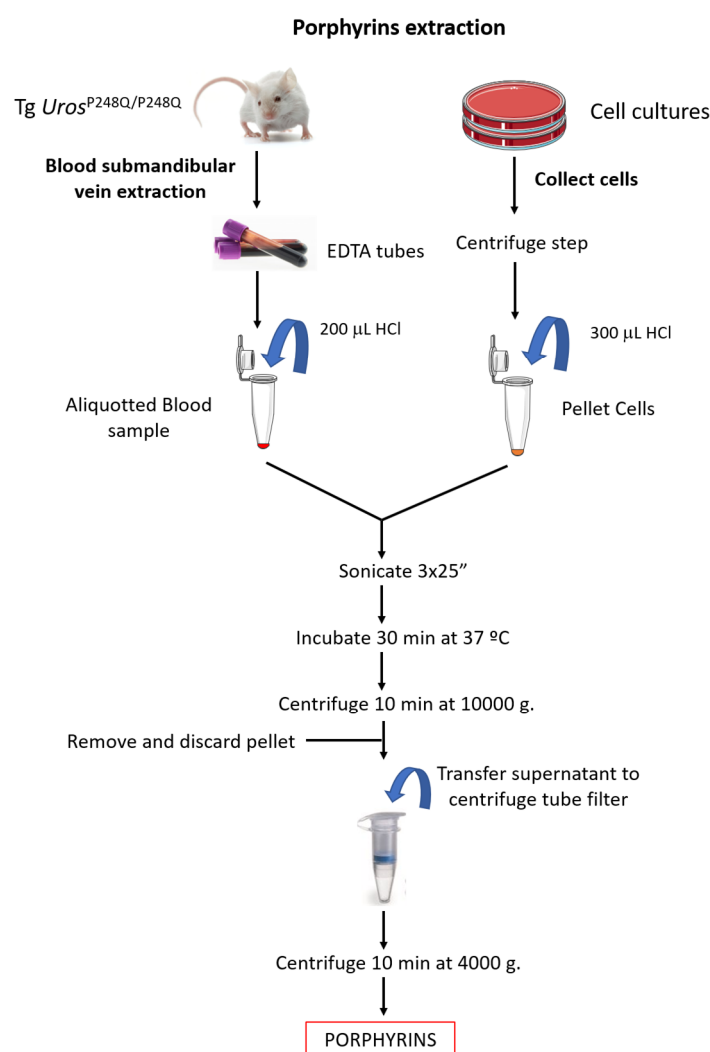 Porphyrins extraction
Tg Uros^P248Q/P248Q
Cell cultures
Blood submandibular
vein extraction
Collect cells
EDTA tubes
Centrifuge step
200 µL HCl
300 µL HCl
Aliquotted Blood
sample
Pellet Cells
Sonicate 3x25”
Incubate 30 min at 37 ºC
Centrifuge 10 min at 10000 g.
Remove and discard pellet
Transfer supernatant to
centrifuge tube filter
Centrifuge 10 min at 4000 g.
PORPHYRINS